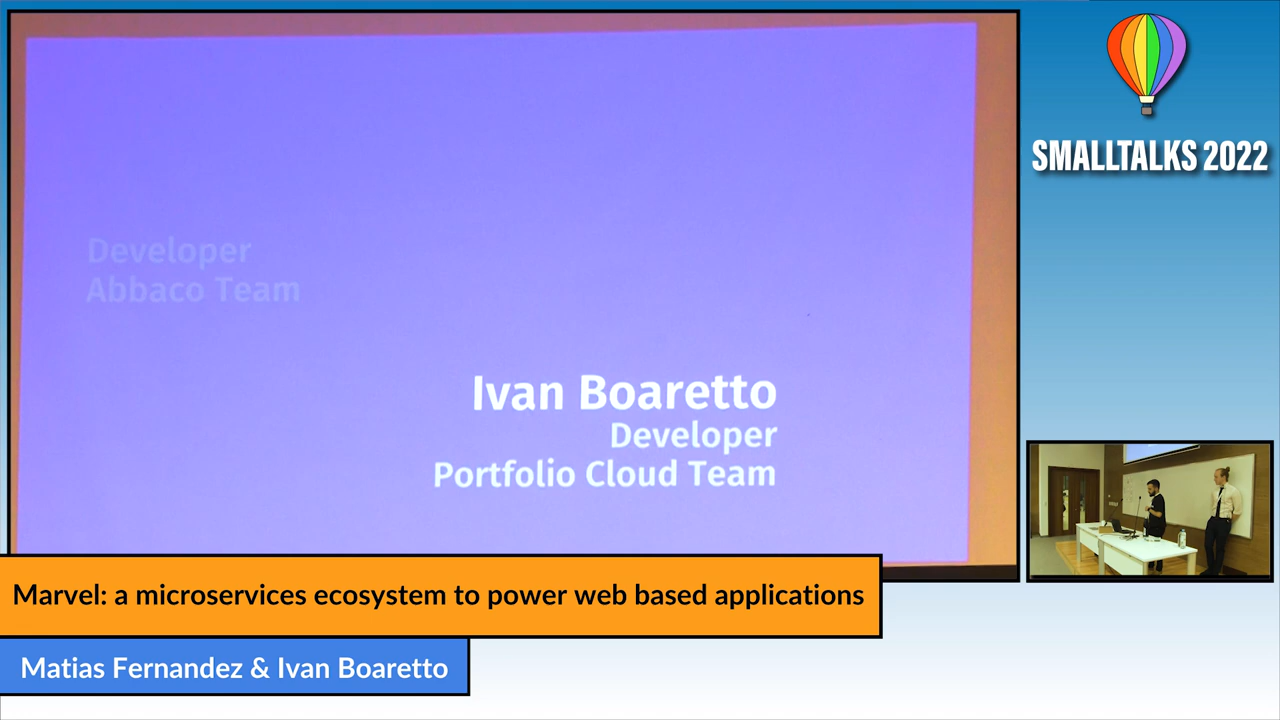 Developer
Abbaco Team
Ivan Boaretto
Developer
Portfolio Cloud Team
SMALLTALKS 2022
Marvel: a microservices ecosystem to power web based applications
Matias Fernandez & Ivan Boaretto